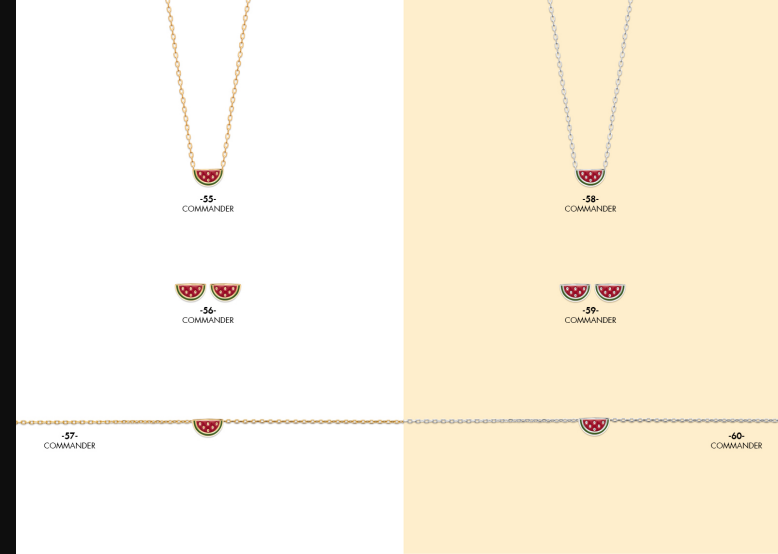 -55-
COMMANDER
-58-
COMMANDER
-56-
COMMANDER
-59-
COMMANDER
-57-
COMMANDER
-60-
COMMANDER